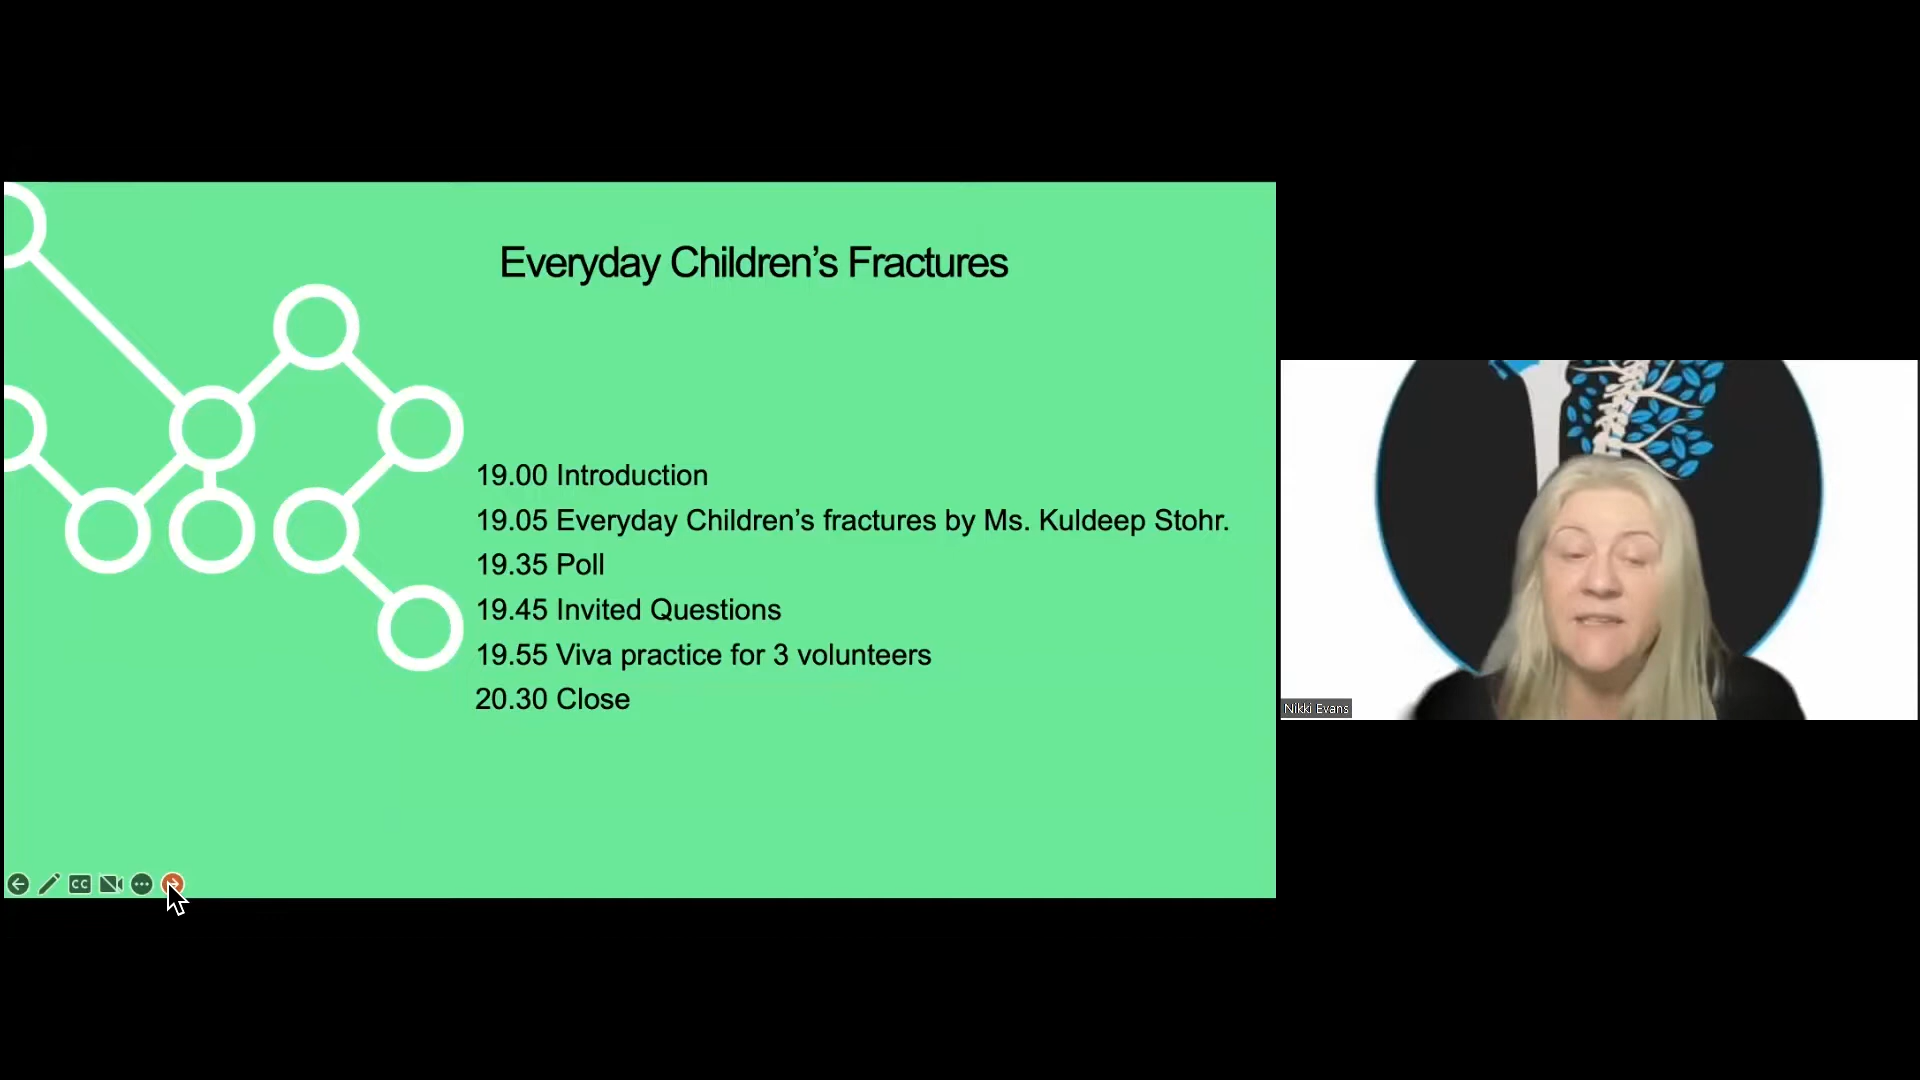 Everyday Children’s Fractures
19.00 Introduction
19.05 Everyday Children’s fractures by Ms. Kuldeep Stohr.
19.35 Poll
19.45 Invited Questions
19.55 Viva practice for 3 volunteers
20.30 Close
CC
Nikki Evans